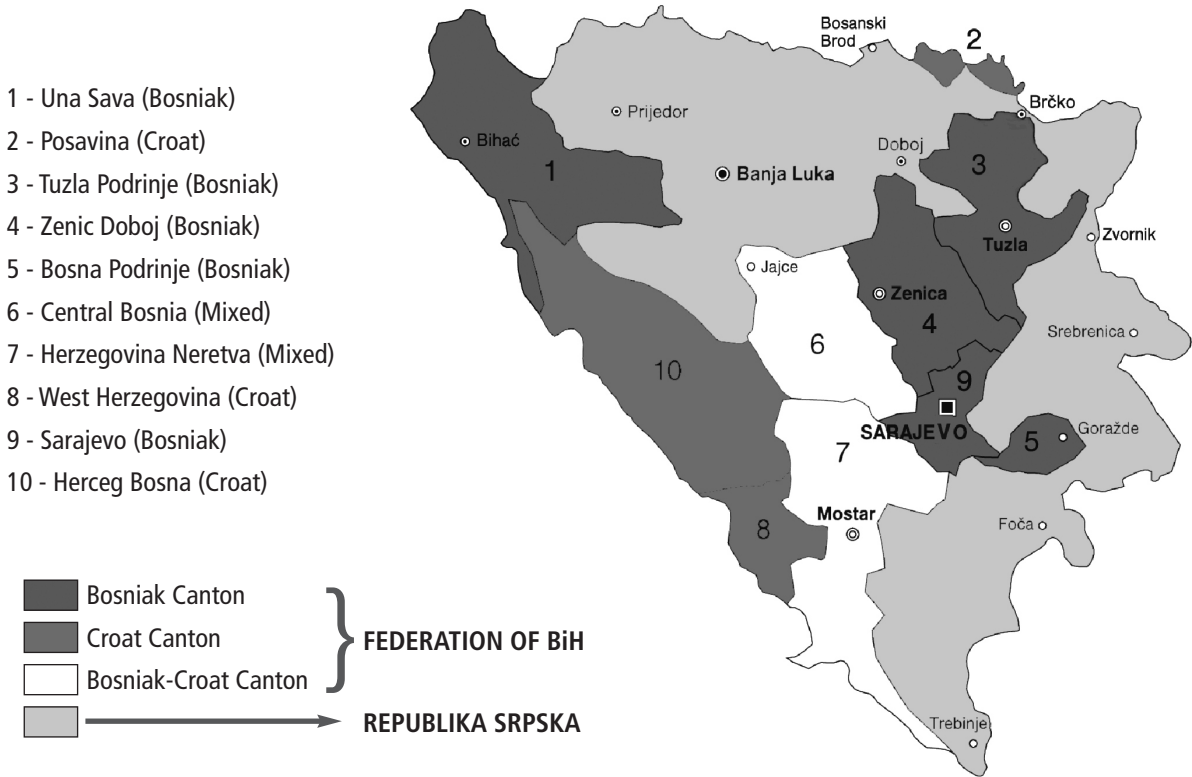 1 - Una Sava (Bosniak)
2 - Posavina (Croat)
3 - Tuzla Podrinje (Bosniak)
4 - Zenic Doboj (Bosniak)
5 - Bosna Podrinje (Bosniak)
6 - Central Bosnia (Mixed)
7 - Herzegovina Neretva (Mixed)
8 - West Herzegovina (Croat)
9 - Sarajevo (Bosniak)
10 - Herceg Bosna (Croat)
Bosniak Canton
Croat Canton
Bosniak-Croat Canton
FEDERATION OF BiH
REPUBLIKA SRPSKA
Bosanski
Brod
2
Brčko
Prijedor
Bihać
1
Banja Luka
Doboj
3
Tuzla
Zvornik
Jajce
Zenica
4
Srebrenica
6
10
9
SARAJEVO
5
Goražde
7
Mostar
8
Foča
Trebinje